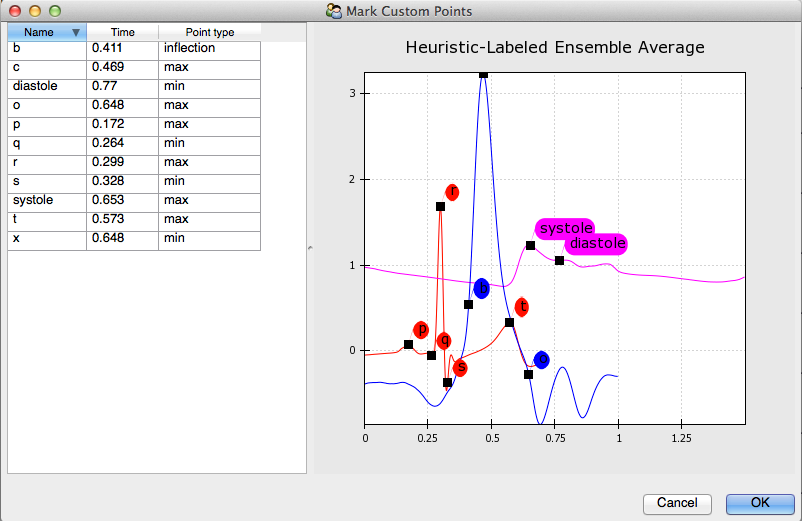 Mark Custom Points
Name Time Point type
b 0.411 inflection
c 0.469 max
diastole 0.77 min
o 0.648 max
p 0.172 max
q 0.264 min
r 0.299 max
s 0.328 min
systole 0.653 max
t 0.573 max
x 0.648 min
Heuristic-Labeled Ensemble Average
3
2
1
0
r
systole
diastole
b
t
p
q
s
o
0 0.25 0.5 0.75 1 1.25
Cancel OK